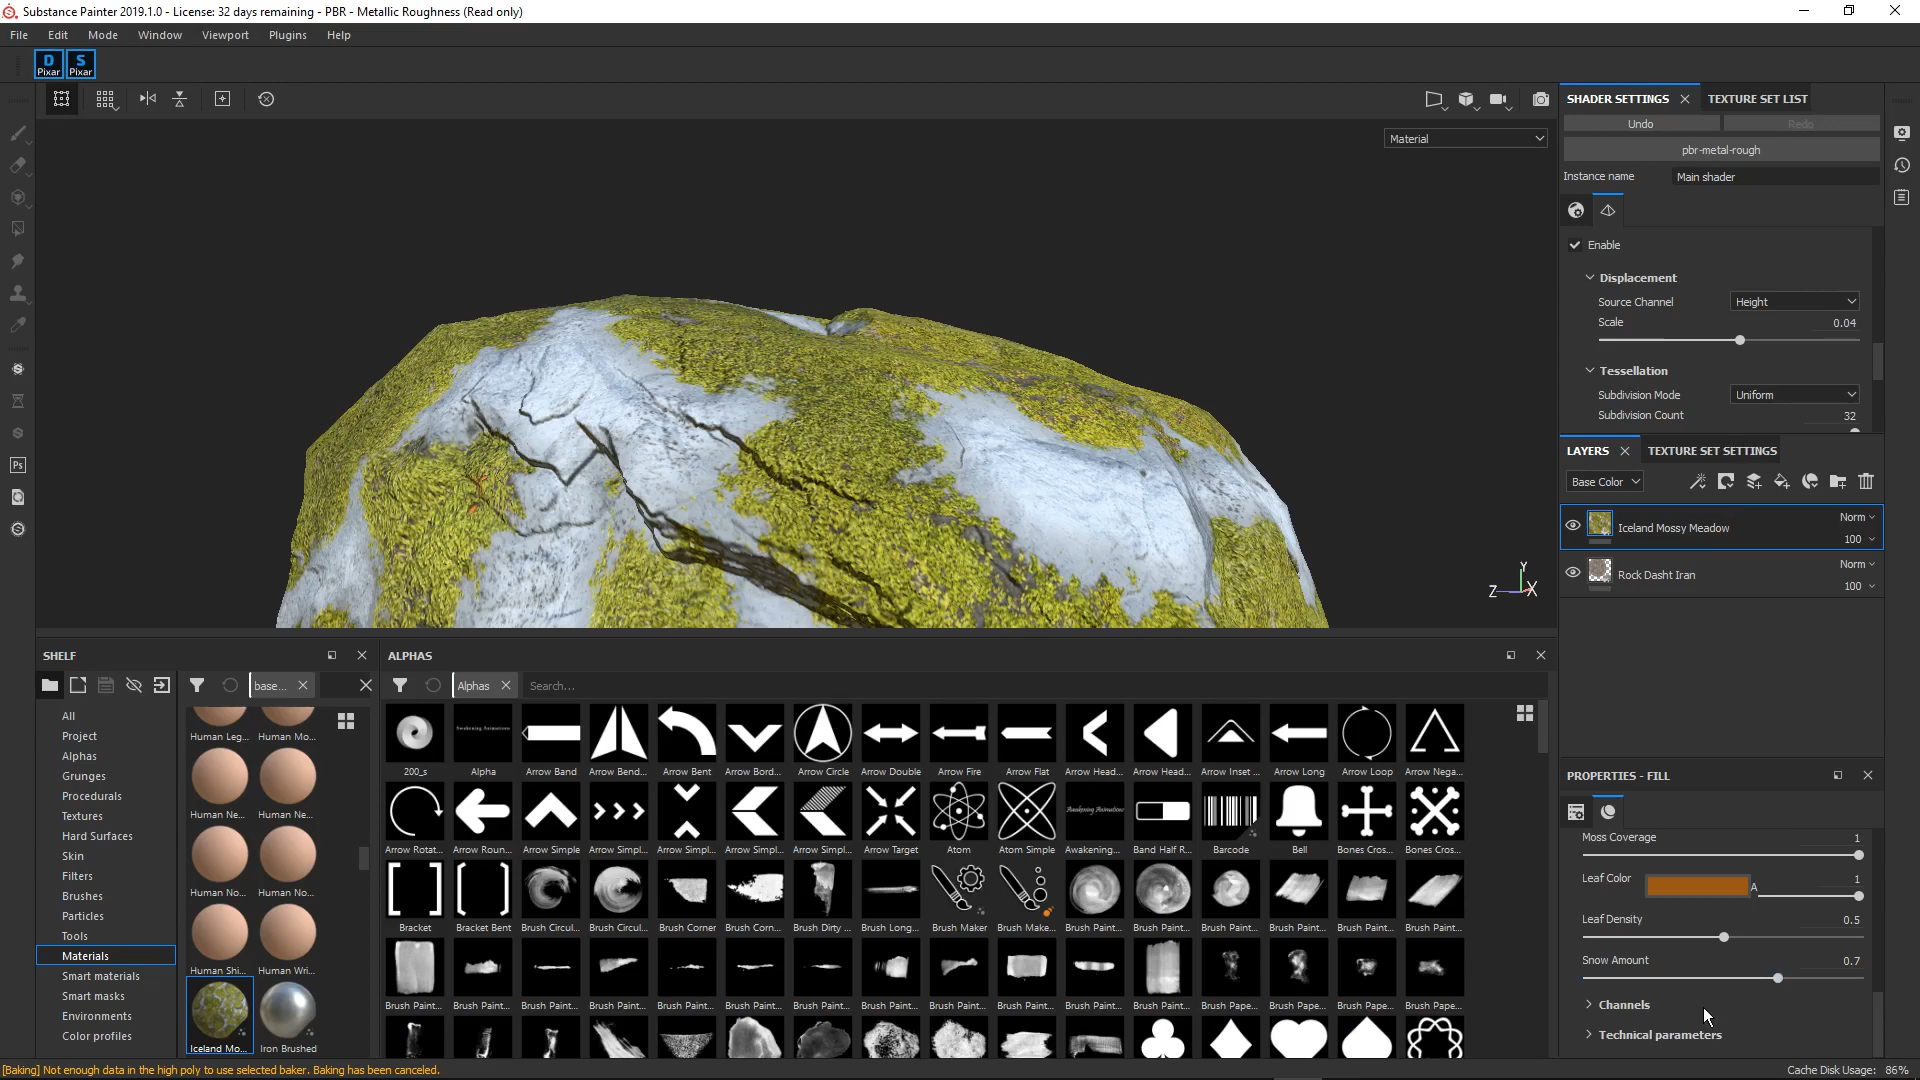 Substance Painter 2019.1.0 - License: 32 days remaining - PBR - Metallic Roughness (Read only)
File Edit Mode Window Viewport Plugins Help
D Pixar S Pixar
Material
SHADER SETTINGS TEXTURE SET LIST
Undo Redo
pbr-metal-rough
Instance name Main shader
Enable
Displacement
Source Channel Height
Scale 0.04
Tessellation
Subdivision Mode Uniform
Subdivision Count 32
LAYERS TEXTURE SET SETTINGS
Base Color
Iceland Mossy Meadow Norm 100
Rock Dasht Iran Norm 100
Y
Z X
Ps
SHELF
base...
All
Project
Alphas
Grunges
Procedurals
Textures
Hard Surfaces
Skin
Filters
Brushes
Particles
Tools
Materials
Smart materials
Smart masks
Environments
Color profiles
Human Leg... Human Mo...
Human Ne... Human Ne...
Human No... Human No...
Human Shi... Human Wri...
Iceland Mo... Iron Brushed
ALPHAS
Alphas Search...
200_s Alpha Arrow Band Arrow Bend... Arrow Bent Arrow Bord... Arrow Circle Arrow Double Arrow Fire Arrow Flat Arrow Head... Arrow Head... Arrow Inset ... Arrow Long Arrow Loop Arrow Nega...
Arrow Rotat... Arrow Roun... Arrow Simple Arrow Simpl... Arrow Simpl... Arrow Simpl... Arrow Simpl... Arrow Target Atom Atom Simple Awakening... Band Half R... Barcode Bell Bones Cros... Bones Cros...
Bracket Bracket Bent Brush Circul... Brush Circul... Brush Corner Brush Corn... Brush Dirty ... Brush Long... Brush Maker Brush Make... Brush Paint... Brush Paint... Brush Paint... Brush Paint... Brush Paint... Brush Paint...
Brush Paint... Brush Paint... Brush Paint... Brush Paint... Brush Paint... Brush Paint... Brush Paint... Brush Paint... Brush Paint... Brush Paint... Brush Paint... Brush Paint... Brush Pape... Brush Pape... Brush Pape... Brush Pape...
PROPERTIES - FILL
Moss Coverage 1
Leaf Color A 1
Leaf Density 0.5
Snow Amount 0.7
Channels
Technical parameters
[Baking] Not enough data in the high poly to use selected baker. Baking has been canceled.
Cache Disk Usage: 86%